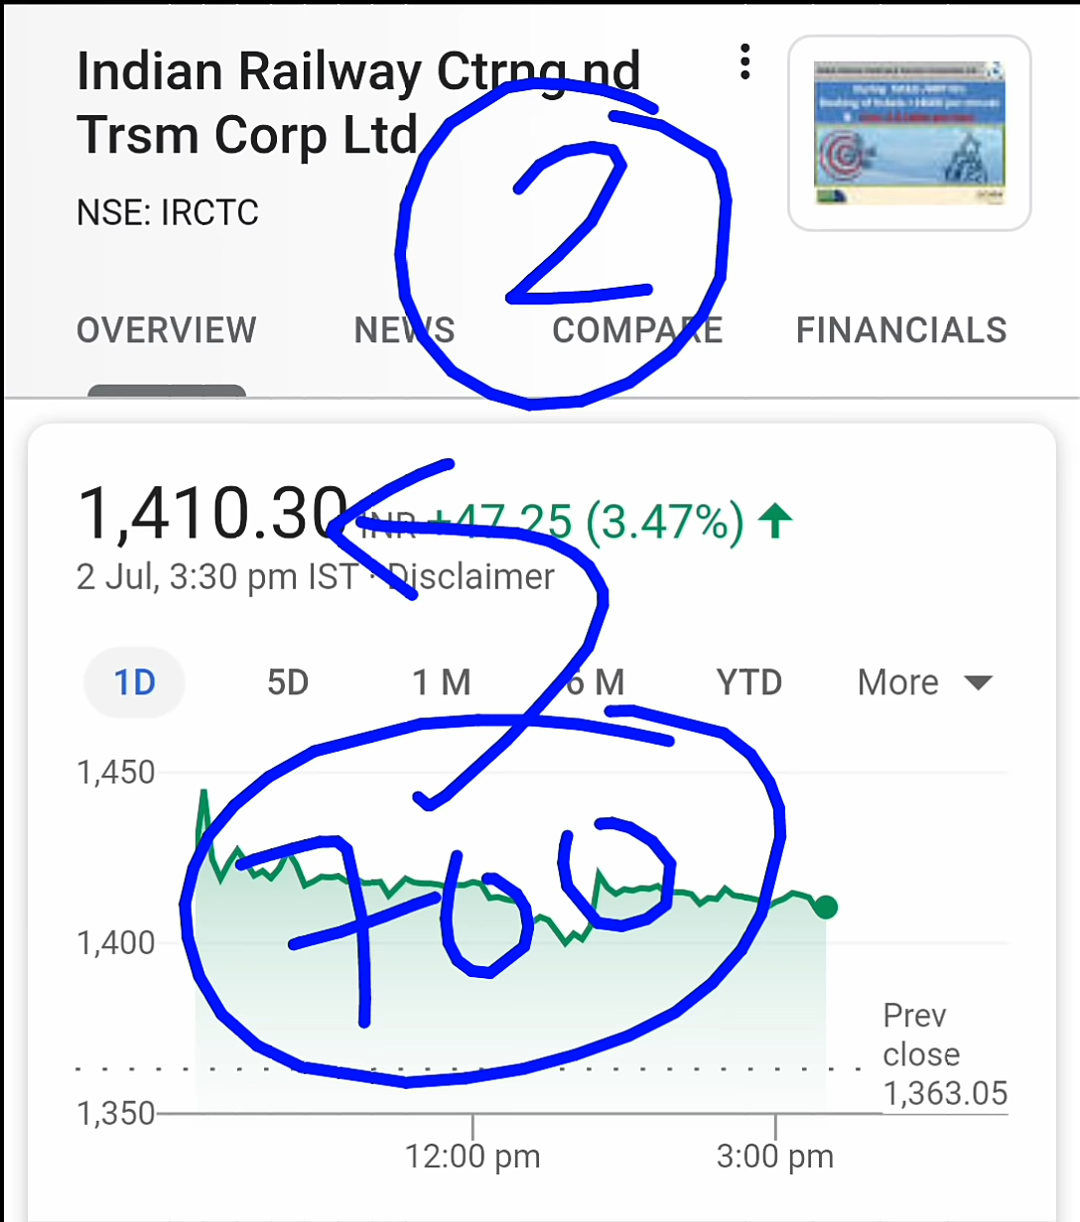 Indian Railway Ctrng nd
Trsm Corp Ltd
NSE: IRCTC
2
OVERVIEW NEWS COMPARE FINANCIALS
1,410.30 INR +47.25 (3.47%) ↑
2 Jul, 3:30 pm IST · Disclaimer
1D 5D 1 M 6 M YTD More
1,450
700
1,400
Prev
close
1,363.05
1,350
12:00 pm 3:00 pm